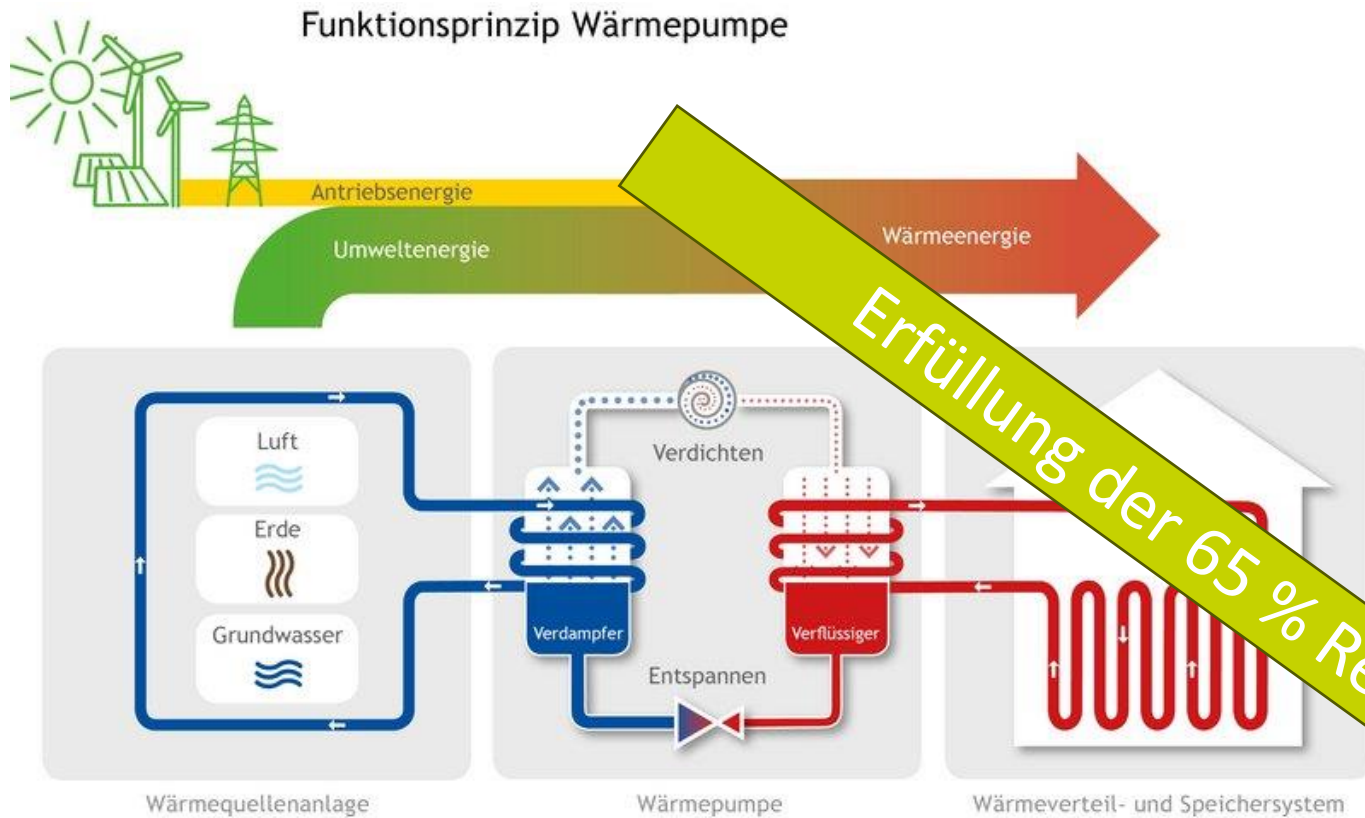 Funktionsprinzip Wärmepumpe
Antriebsenergie
Umweltenergie
Wärmeenergie
Erfüllung der 65 %
Luft
Erde
Grundwasser
Verdichten
Verdampfer
Verflüssiger
Entspannen
Wärmequellenanlage
Wärmepumpe
Wärmeverteil- und Speichersystem